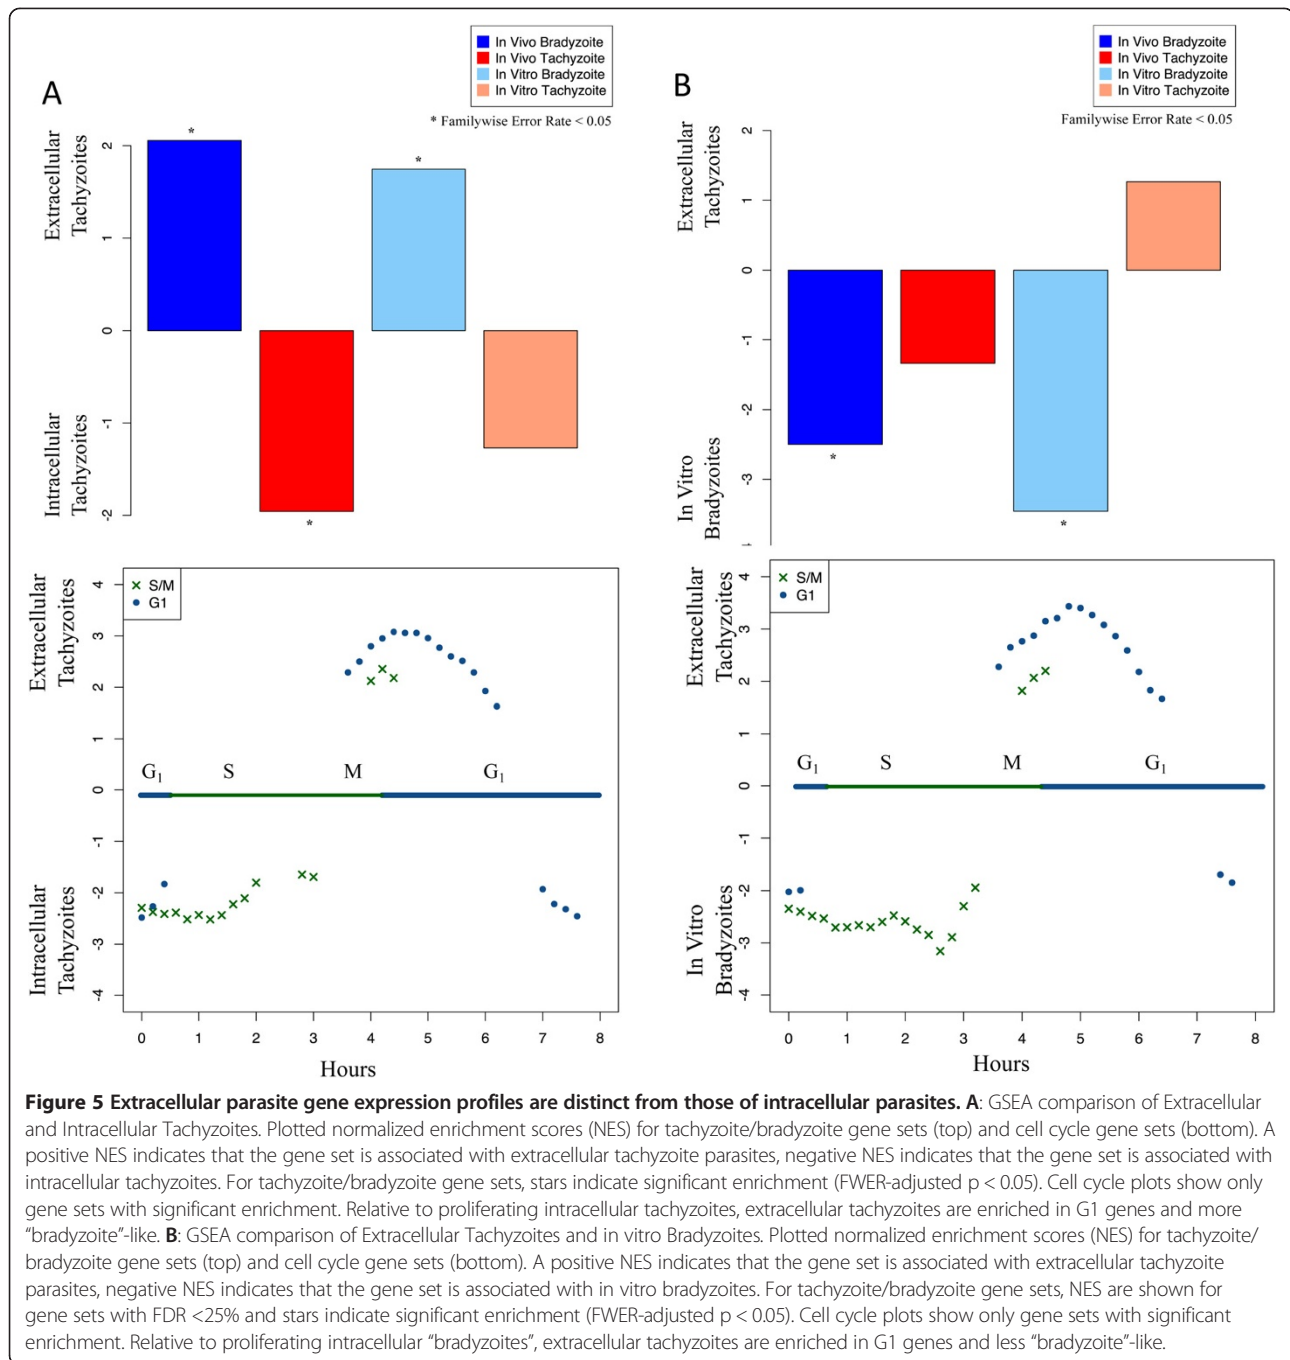 A
In Vivo Bradyzoite
In Vivo Tachyzoite
In Vitro Bradyzoite
In Vitro Tachyzoite
* Familywise Error Rate < 0.05
Extracellular
Tachyzoites
Intracellular
Tachyzoites
2
1
0
-1
-2
*
*
*
B
In Vivo Bradyzoite
In Vivo Tachyzoite
In Vitro Bradyzoite
In Vitro Tachyzoite
Familywise Error Rate < 0.05
Extracellular
Tachyzoites
In Vitro
Bradyzoites
2
1
0
-1
-2
-3
*
*
S/M
G1
Extracellular
Tachyzoites
Intracellular
Tachyzoites
4
3
2
1
0
-1
-2
-3
-4
G1 S M G1
0 1 2 3 4 5 6 7 8
Hours
S/M
G1
Extracellular
Tachyzoites
In Vitro
Bradyzoites
4
3
2
1
0
-1
-2
-3
-4
G1 S M G1
0 1 2 3 4 5 6 7 8
Hours
Figure 5 Extracellular parasite gene expression profiles are distinct from those of intracellular parasites. A: GSEA comparison of Extracellular
and Intracellular Tachyzoites. Plotted normalized enrichment scores (NES) for tachyzoite/bradyzoite gene sets (top) and cell cycle gene sets (bottom). A
positive NES indicates that the gene set is associated with extracellular tachyzoite parasites, negative NES indicates that the gene set is associated with
intracellular tachyzoites. For tachyzoite/bradyzoite gene sets, stars indicate significant enrichment (FWER-adjusted p < 0.05). Cell cycle plots show only
gene sets with significant enrichment. Relative to proliferating intracellular tachyzoites, extracellular tachyzoites are enriched in G1 genes and more
"bradyzoite"-like. B: GSEA comparison of Extracellular Tachyzoites and in vitro Bradyzoites. Plotted normalized enrichment scores (NES) for tachyzoite/
bradyzoite gene sets (top) and cell cycle gene sets (bottom). A positive NES indicates that the gene set is associated with extracellular tachyzoite
parasites, negative NES indicates that the gene set is associated with in vitro bradyzoites. For tachyzoite/bradyzoite gene sets, NES are shown for
gene sets with FDR <25% and stars indicate significant enrichment (FWER-adjusted p < 0.05). Cell cycle plots show only gene sets with significant
enrichment. Relative to proliferating intracellular "bradyzoites", extracellular tachyzoites are enriched in G1 genes and less "bradyzoite"-like.